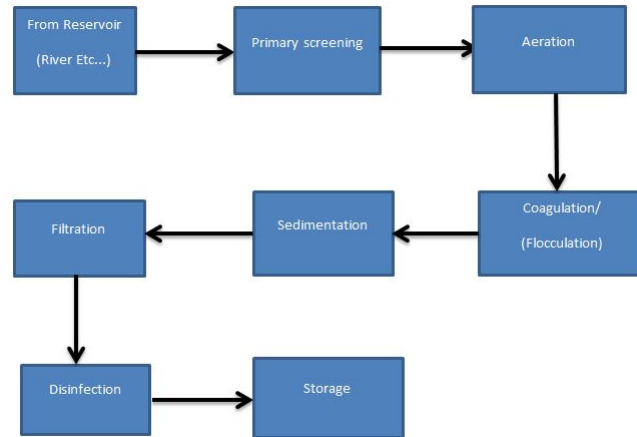 From Reservoir
(River Etc...)
Primary screening
Aeration
Coagulation/
(Flocculation)
Sedimentation
Filtration
Disinfection
Storage